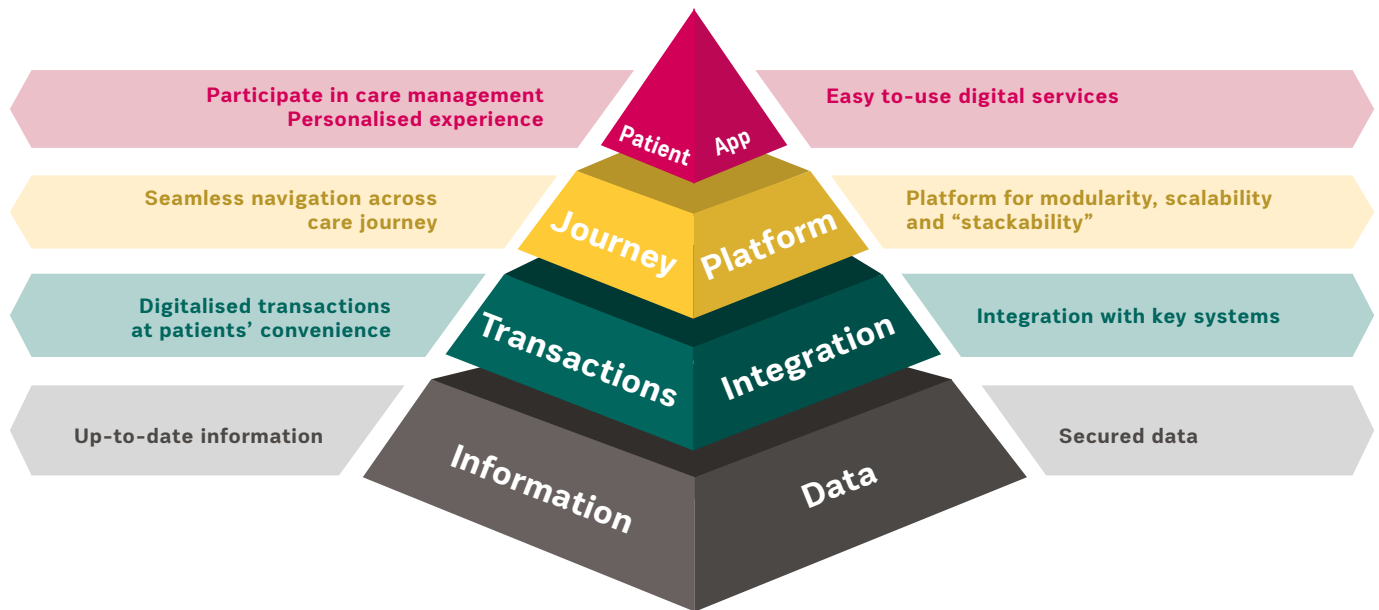 Participate in care management
Personalised experience
Patient
App
Easy to-use digital services
Seamless navigation across
care journey
Journey
Platform
Platform for modularity, scalability
and “stackability”
Digitalised transactions
at patients’ convenience
Transactions
Integration
Integration with key systems
Up-to-date information
Information
Data
Secured data